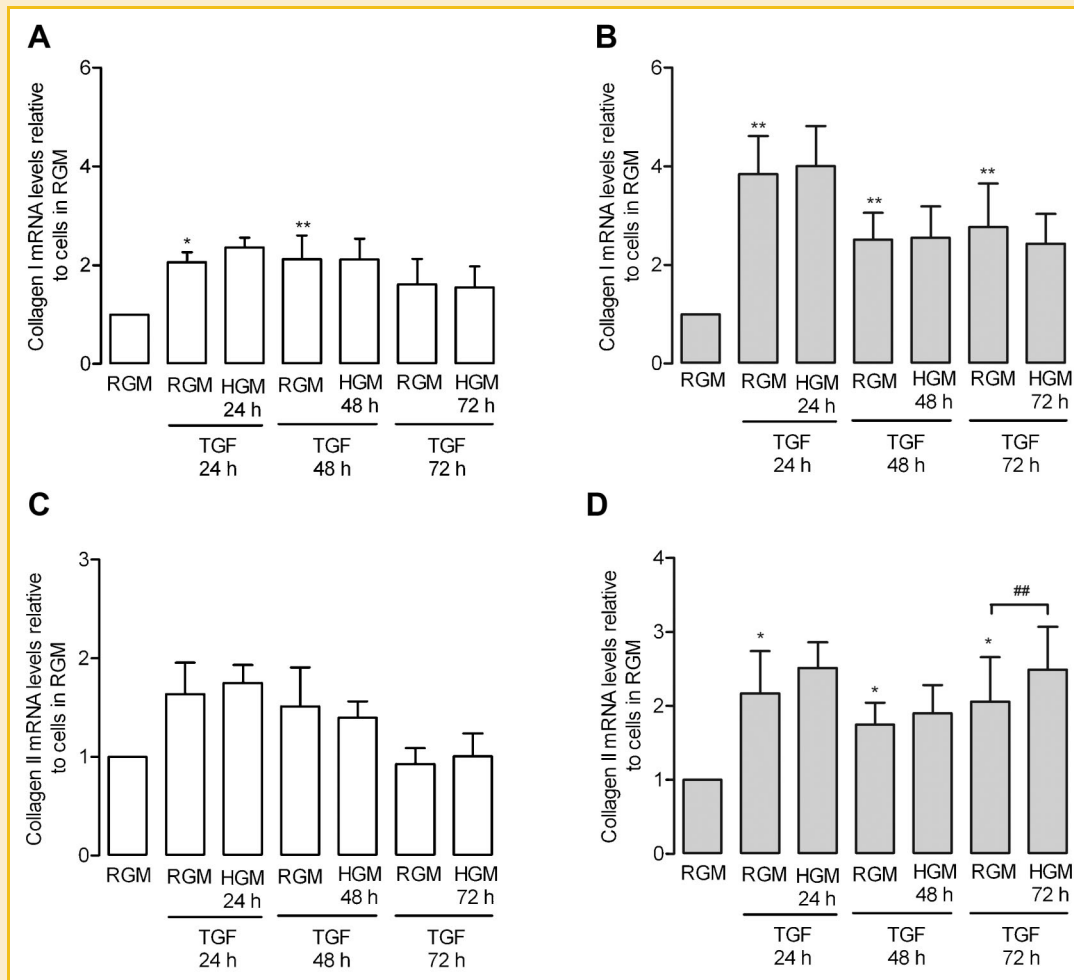 A
Collagen I mRNA levels relative
to cells in RGM
6
4
2
0
* **
RGM RGM HGM RGM HGM RGM HGM
24 h 48 h 72 h
TGF TGF TGF
24 h 48 h 72 h
B
Collagen I mRNA levels relative
to cells in RGM
6
4
2
0
** ** **
RGM RGM HGM RGM HGM RGM HGM
24 h 48 h 72 h
TGF TGF TGF
24 h 48 h 72 h
C
Collagen II mRNA levels relative
to cells in RGM
3
2
1
0
RGM RGM HGM RGM HGM RGM HGM
24 h 48 h 72 h
TGF TGF TGF
24 h 48 h 72 h
D
Collagen II mRNA levels relative
to cells in RGM
4
3
2
1
0
##
* * *
RGM RGM HGM RGM HGM RGM HGM
24 h 48 h 72 h
TGF TGF TGF
24 h 48 h 72 h